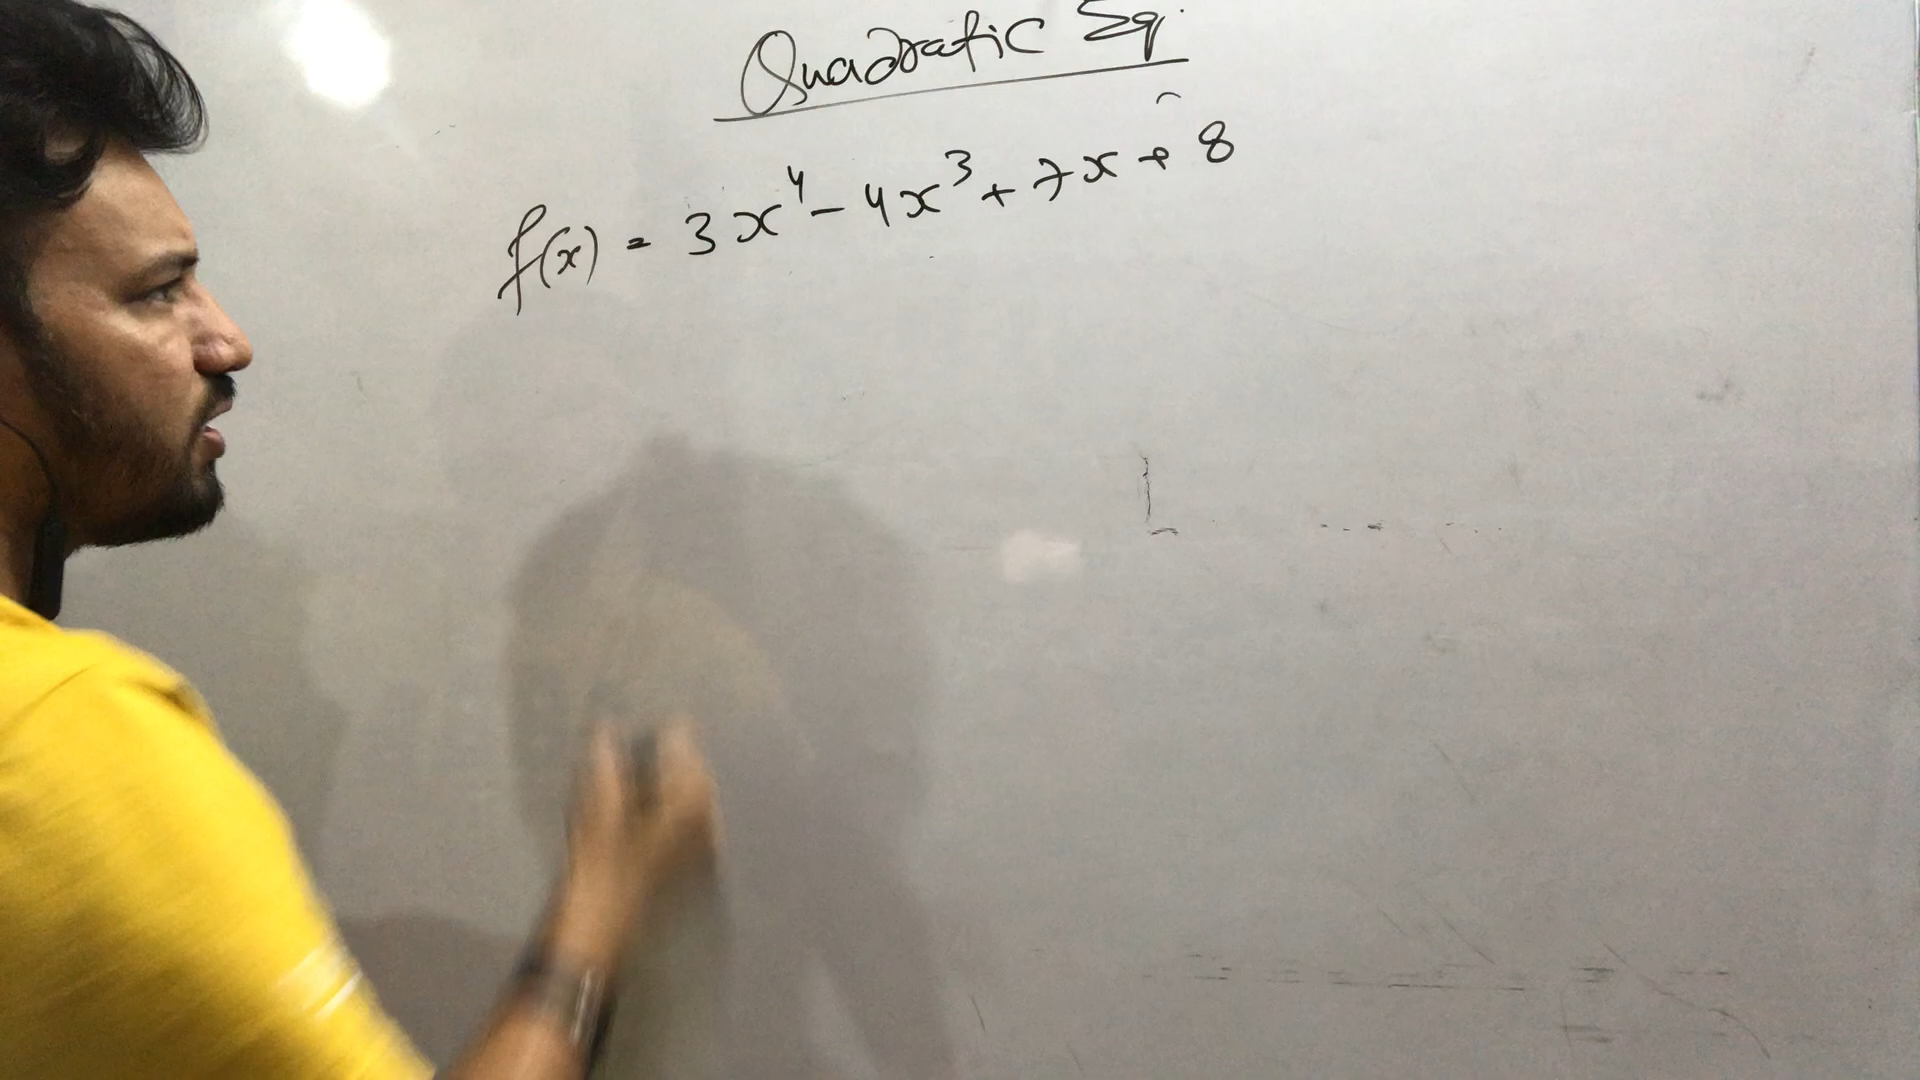 Quadratic Eq.
f(x) = 3x⁴ - 4x³ + 7x + 8